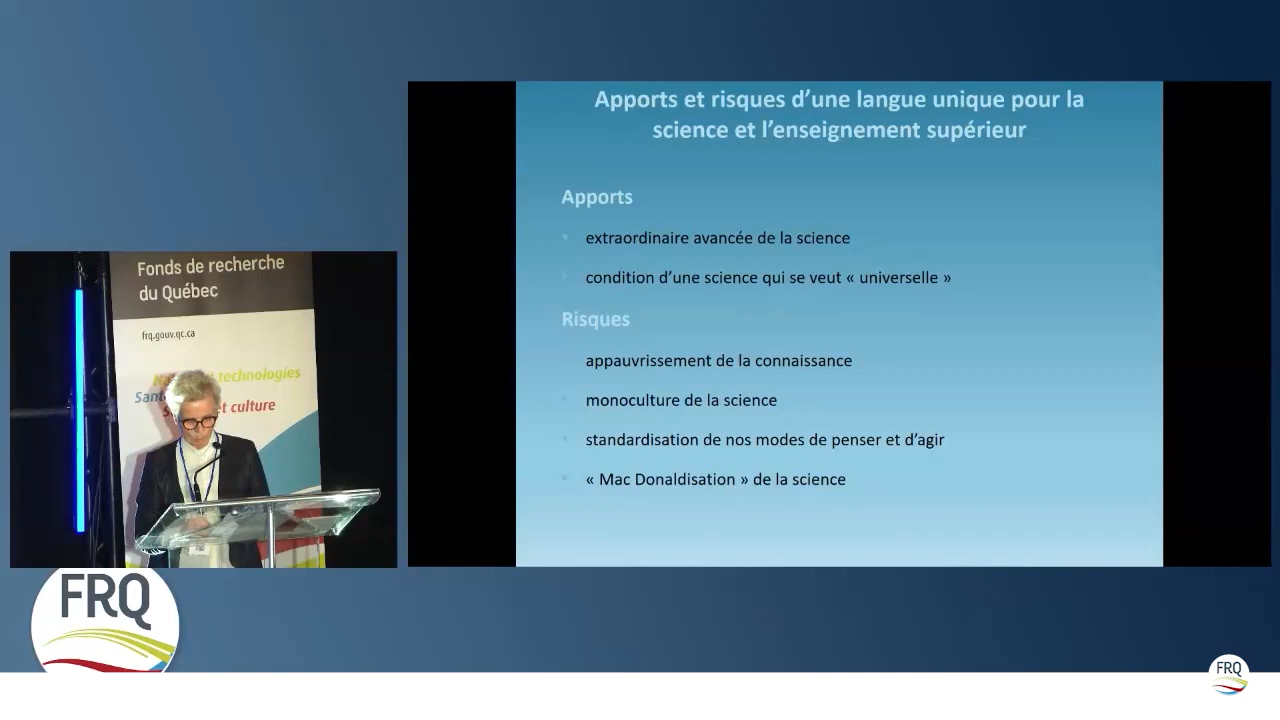 Apports et risques d'une langue unique pour la
science et l'enseignement supérieur
Apports
extraordinaire avancée de la science
condition d'une science qui se veut « universelle »
Risques
appauvrissement de la connaissance
monoculture de la science
standardisation de nos modes de penser et d'agir
« Mac Donaldisation » de la science
Fonds de recherche
du Québec
frq.gouv.qc.ca
technologies
et culture
FRQ
FRQ